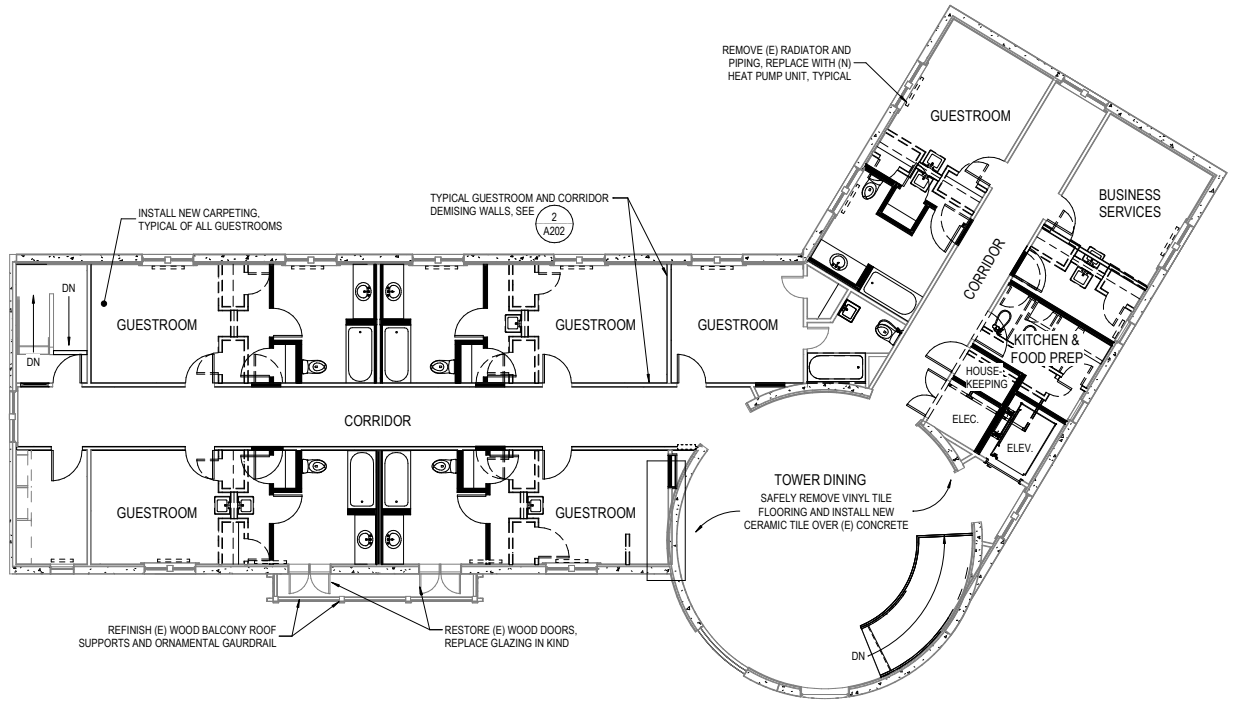 REMOVE (E) RADIATOR AND
PIPING, REPLACE WITH (N)
HEAT PUMP UNIT, TYPICAL
GUESTROOM
BUSINESS
SERVICES
TYPICAL GUESTROOM AND CORRIDOR
DEMISING WALLS, SEE
2
A202
INSTALL NEW CARPETING,
TYPICAL OF ALL GUESTROOMS
DN
DN
GUESTROOM
GUESTROOM
GUESTROOM
CORRIDOR
KITCHEN &
FOOD PREP
HOUSE-
KEEPING
ELEC.
ELEV.
CORRIDOR
GUESTROOM
GUESTROOM
TOWER DINING
SAFELY REMOVE VINYL TILE
FLOORING AND INSTALL NEW
CERAMIC TILE OVER (E) CONCRETE
REFINISH (E) WOOD BALCONY ROOF
SUPPORTS AND ORNAMENTAL GAURDRAIL
RESTORE (E) WOOD DOORS,
REPLACE GLAZING IN KIND
DN